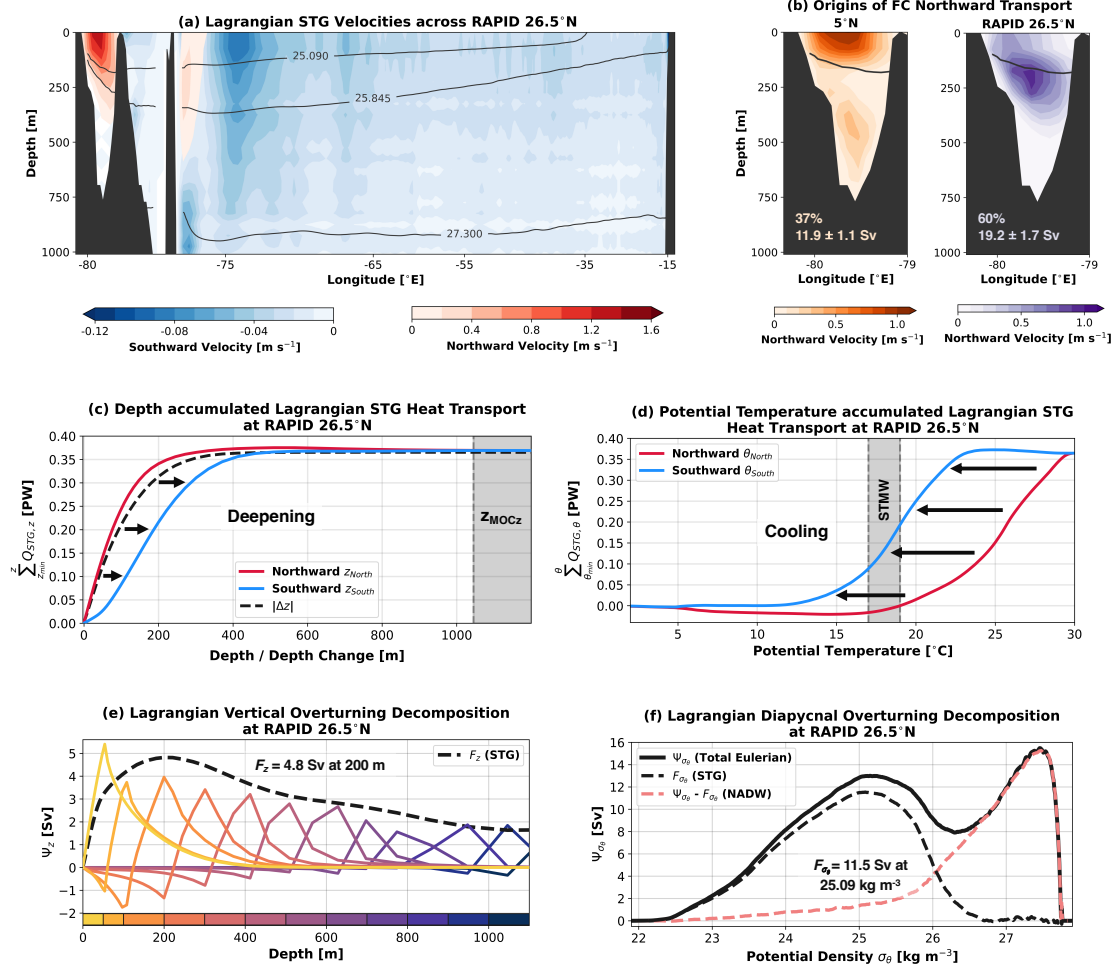 (a) Lagrangian STG Velocities across RAPID 26.5°N
0
250
500
750
1000
Depth [m]
25.090
25.845
27.300
-80
-75
-65
-55
-45
-35
-25
-15
Longitude [°E]
-0.12
-0.08
-0.04
0
Southward Velocity [m s⁻¹]
0
0.4
0.8
1.2
1.6
Northward Velocity [m s⁻¹]
(b) Origins of FC Northward Transport
5°N
RAPID 26.5°N
0
250
500
750
1000
Depth [m]
37%
11.9 ± 1.1 Sv
60%
19.2 ± 1.7 Sv
-80
-79
-80
-79
Longitude [°E]
Longitude [°E]
0
0.5
1.0
Northward Velocity [m s⁻¹]
0
0.5
1.0
Northward Velocity [m s⁻¹]
(c) Depth accumulated Lagrangian STG Heat Transport
at RAPID 26.5°N
0.40
0.35
0.30
0.25
0.20
0.15
0.10
0.05
0.00
∑ z z_min Q_STG, z [PW]
Deepening
z_MOCz
Northward z_North
Southward z_South
|Δz|
0
200
400
600
800
1000
Depth / Depth Change [m]
(d) Potential Temperature accumulated Lagrangian STG
Heat Transport at RAPID 26.5°N
0.40
0.35
0.30
0.25
0.20
0.15
0.10
0.05
0.00
∑ θ θ_min Q_STG, θ [PW]
Northward θ_North
Southward θ_South
STMW
Cooling
5
10
15
20
25
30
Potential Temperature [°C]
(e) Lagrangian Vertical Overturning Decomposition
at RAPID 26.5°N
5
4
3
2
1
0
−1
−2
Ψ_z [Sv]
F_z (STG)
F_z = 4.8 Sv at 200 m
0
200
400
600
800
1000
Depth [m]
(f) Lagrangian Diapycnal Overturning Decomposition
at RAPID 26.5°N
16
14
12
10
8
6
4
2
0
Ψ_σθ [Sv]
Ψ_σθ (Total Eulerian)
F_σθ (STG)
Ψ_σθ - F_σθ (NADW)
F_σθ = 11.5 Sv at
25.09 kg m⁻³
22
23
24
25
26
27
Potential Density σ_θ [kg m⁻³]